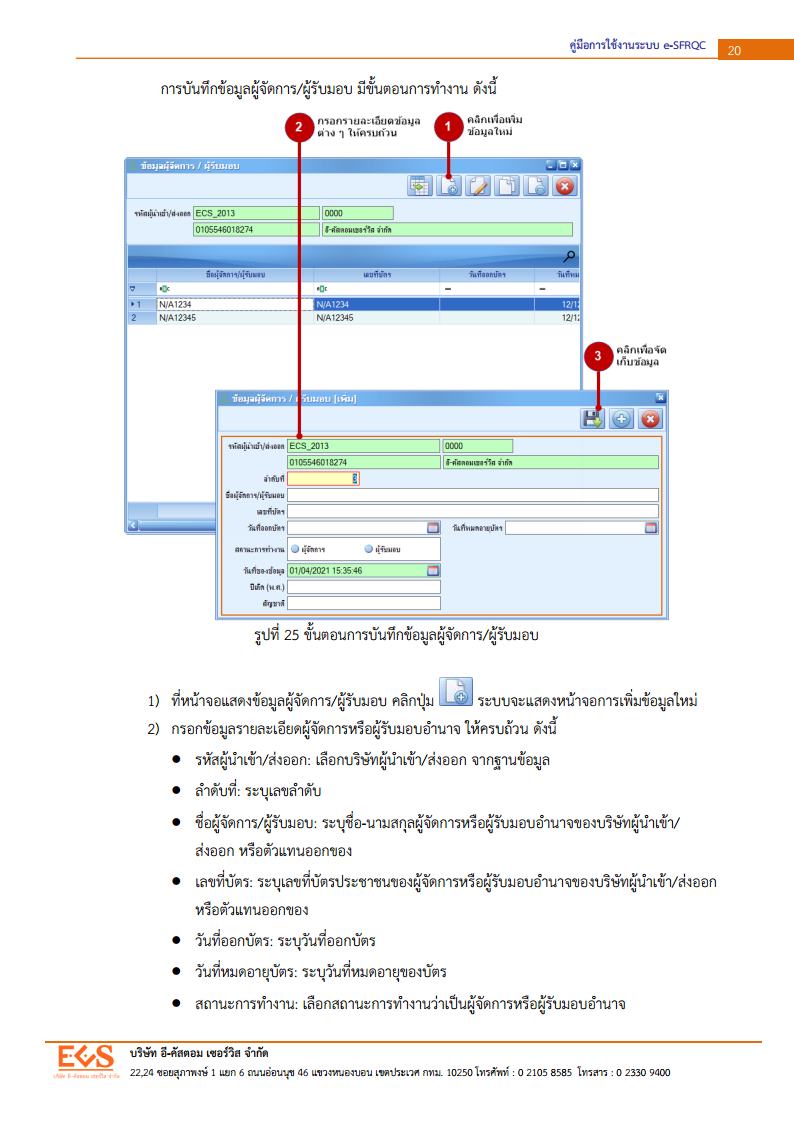 คู่มือการใช้งานระบบ e-SFRQC 20
การบันทึกข้อมูลผู้จัดการ/ผู้รับมอบ มีขั้นตอนการทำงาน ดังนี้
2 กรอกรายละเอียดข้อมูล
ต่าง ๆ ให้ครบถ้วน
1 คลิกเพื่อเพิ่ม
ข้อมูลใหม่
ข้อมูลผู้จัดการ / ผู้รับมอบ
รหัสผู้นำเข้า/ส่งออก ECS_2013 0000
0105546018274 อี-คัสตอมเซอร์วิส จำกัด
ชื่อผู้จัดการ/ผู้รับมอบ เลขที่บัตร วันที่ออกบัตร วันที่หม
1 N/A1234 N/A1234 12/12
2 N/A12345 N/A12345 12/12
3 คลิกเพื่อจัด
เก็บข้อมูล
ข้อมูลผู้จัดการ / ผู้รับมอบ [เพิ่ม]
รหัสผู้นำเข้า/ส่งออก ECS_2013 0000
0105546018274 อี-คัสตอมเซอร์วิส จำกัด
ลำดับที่ 3
ชื่อผู้จัดการ/ผู้รับมอบ
เลขที่บัตร
วันที่ออกบัตร วันที่หมดอายุบัตร
สถานะการทำงาน ผู้จัดการ ผู้รับมอบ
วันที่ของข้อมูล 01/04/2021 15:35:46
ปีเกิด (พ.ศ.)
สัญชาติ
รูปที่ 25 ขั้นตอนการบันทึกข้อมูลผู้จัดการ/ผู้รับมอบ
1) ที่หน้าจอแสดงข้อมูลผู้จัดการ/ผู้รับมอบ คลิกปุ่ม ระบบจะแสดงหน้าจอการเพิ่มข้อมูลใหม่
2) กรอกข้อมูลรายละเอียดผู้จัดการหรือผู้รับมอบอำนาจ ให้ครบถ้วน ดังนี้
● รหัสผู้นำเข้า/ส่งออก: เลือกบริษัทผู้นำเข้า/ส่งออก จากฐานข้อมูล
● ลำดับที่: ระบุเลขลำดับ
● ชื่อผู้จัดการ/ผู้รับมอบ: ระบุชื่อ-นามสกุลผู้จัดการหรือผู้รับมอบอำนาจของบริษัทผู้นำเข้า/
ส่งออก หรือตัวแทนออกของ
● เลขที่บัตร: ระบุเลขที่บัตรประชาชนของผู้จัดการหรือผู้รับมอบอำนาจของบริษัทผู้นำเข้า/ส่งออก
หรือตัวแทนออกของ
● วันที่ออกบัตร: ระบุวันที่ออกบัตร
● วันที่หมดอายุบัตร: ระบุวันที่หมดอายุของบัตร
● สถานะการทำงาน: เลือกสถานะการทำงานว่าเป็นผู้จัดการหรือผู้รับมอบอำนาจ
ECS
บริษัท อี-คัสตอม เซอร์วิส จำกัด
บริษัท อี-คัสตอม เซอร์วิส จำกัด
22,24 ซอยสุภาพงษ์ 1 แยก 6 ถนนอ่อนนุช 46 แขวงหนองบอน เขตประเวศ กทม. 10250 โทรศัพท์ : 0 2105 8585 โทรสาร : 0 2330 9400